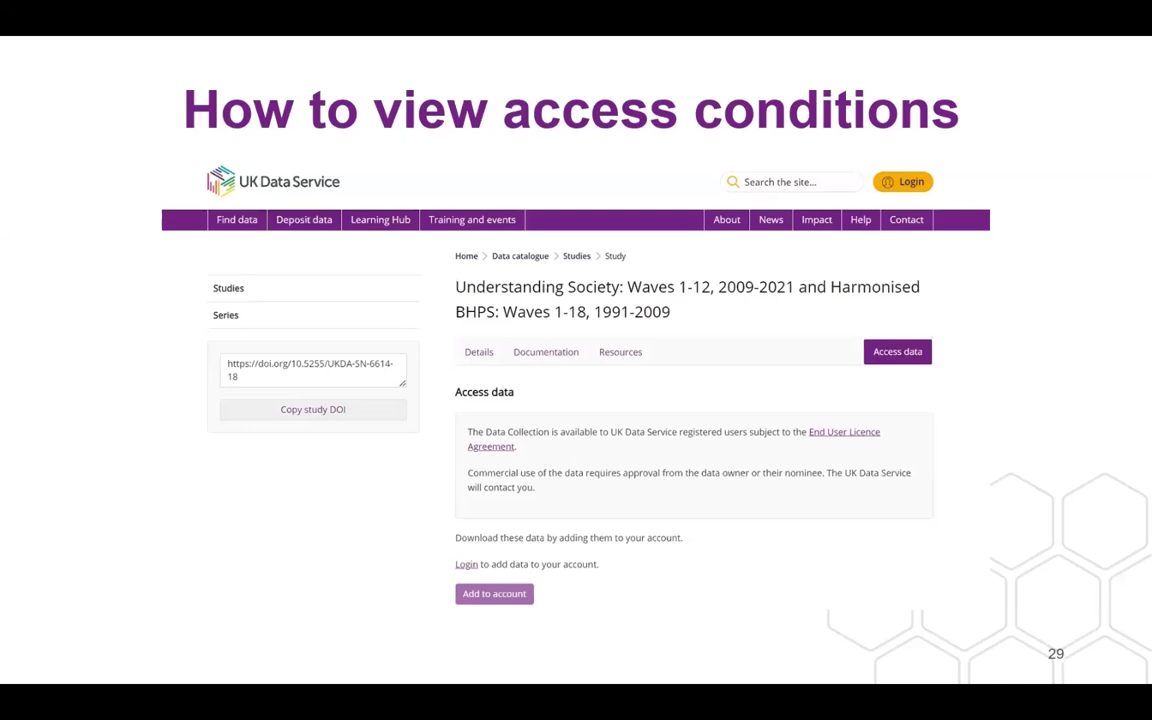 How to view access conditions
UK Data Service
Search the site...
Login
Find data
Deposit data
Learning Hub
Training and events
About
News
Impact
Help
Contact
Home
Data catalogue
Studies
Study
Studies
Series
https://doi.org/10.5255/UKDA-SN-6614-
18
Copy study DOI
Understanding Society: Waves 1-12, 2009-2021 and Harmonised
BHPS: Waves 1-18, 1991-2009
Details
Documentation
Resources
Access data
Access data
The Data Collection is available to UK Data Service registered users subject to the End User Licence
Agreement.
Commercial use of the data requires approval from the data owner or their nominee. The UK Data Service
will contact you.
Download these data by adding them to your account.
Login to add data to your account.
Add to account
29